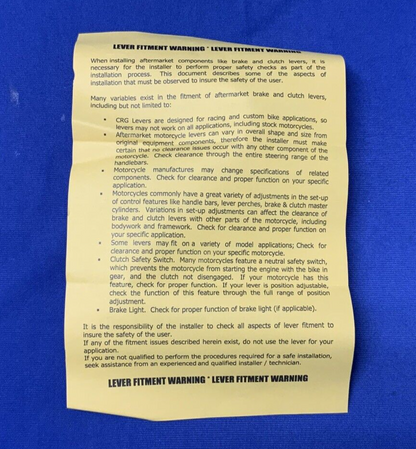 LEVER FITMENT WARNING * LEVER FITMENT WARNING
When installing aftermarket components like brake and clutch levers, it is
necessary for the installer to perform proper safety checks as part of the
installation process. This document describes some of the aspects of
installation that must be observed to insure the safety of the user.
Many variables exist in the fitment of aftermarket brake and clutch levers,
including but not limited to:
• CRG Levers are designed for racing and custom bike applications, so
levers may not work on all applications, including stock motorcycles.
• Aftermarket motorcycle levers can vary in overall shape and size from
original equipment components, therefore the installer must make
certain that no clearance issues occur with any other component of the
motorcycle. Check clearance through the entire steering range of the
handlebars.
• Motorcycle manufactures may change specifications of related
components. Check for clearance and proper function on your specific
application.
• Motorcycles commonly have a great variety of adjustments in the set-up
of control features like handle bars, lever perches, brake & clutch master
cylinders. Variations in set-up adjustments can affect the clearance of
brake and clutch levers with other parts of the motorcycle, including
bodywork and framework. Check for clearance and proper function on
your specific application.
• Some levers may fit on a variety of model applications; Check for
clearance and proper function on your specific motorcycle.
• Clutch Safety Switch. Many motorcycles feature a neutral safety switch,
which prevents the motorcycle from starting the engine with the bike in
gear, and the clutch not disengaged. If your motorcycle has this
feature, check for proper function. If your lever is position adjustable,
check the function of this feature through the full range of position
adjustment.
• Brake Light. Check for proper function of brake light (if applicable).
It is the responsibility of the installer to check all aspects of lever fitment to
insure the safety of the user.
If any of the fitment issues described herein exist, do not use the lever for your
application.
If you are not qualified to perform the procedures required for a safe installation,
seek assistance from an experienced and qualified installer / technician.
LEVER FITMENT WARNING * LEVER FITMENT WARNING